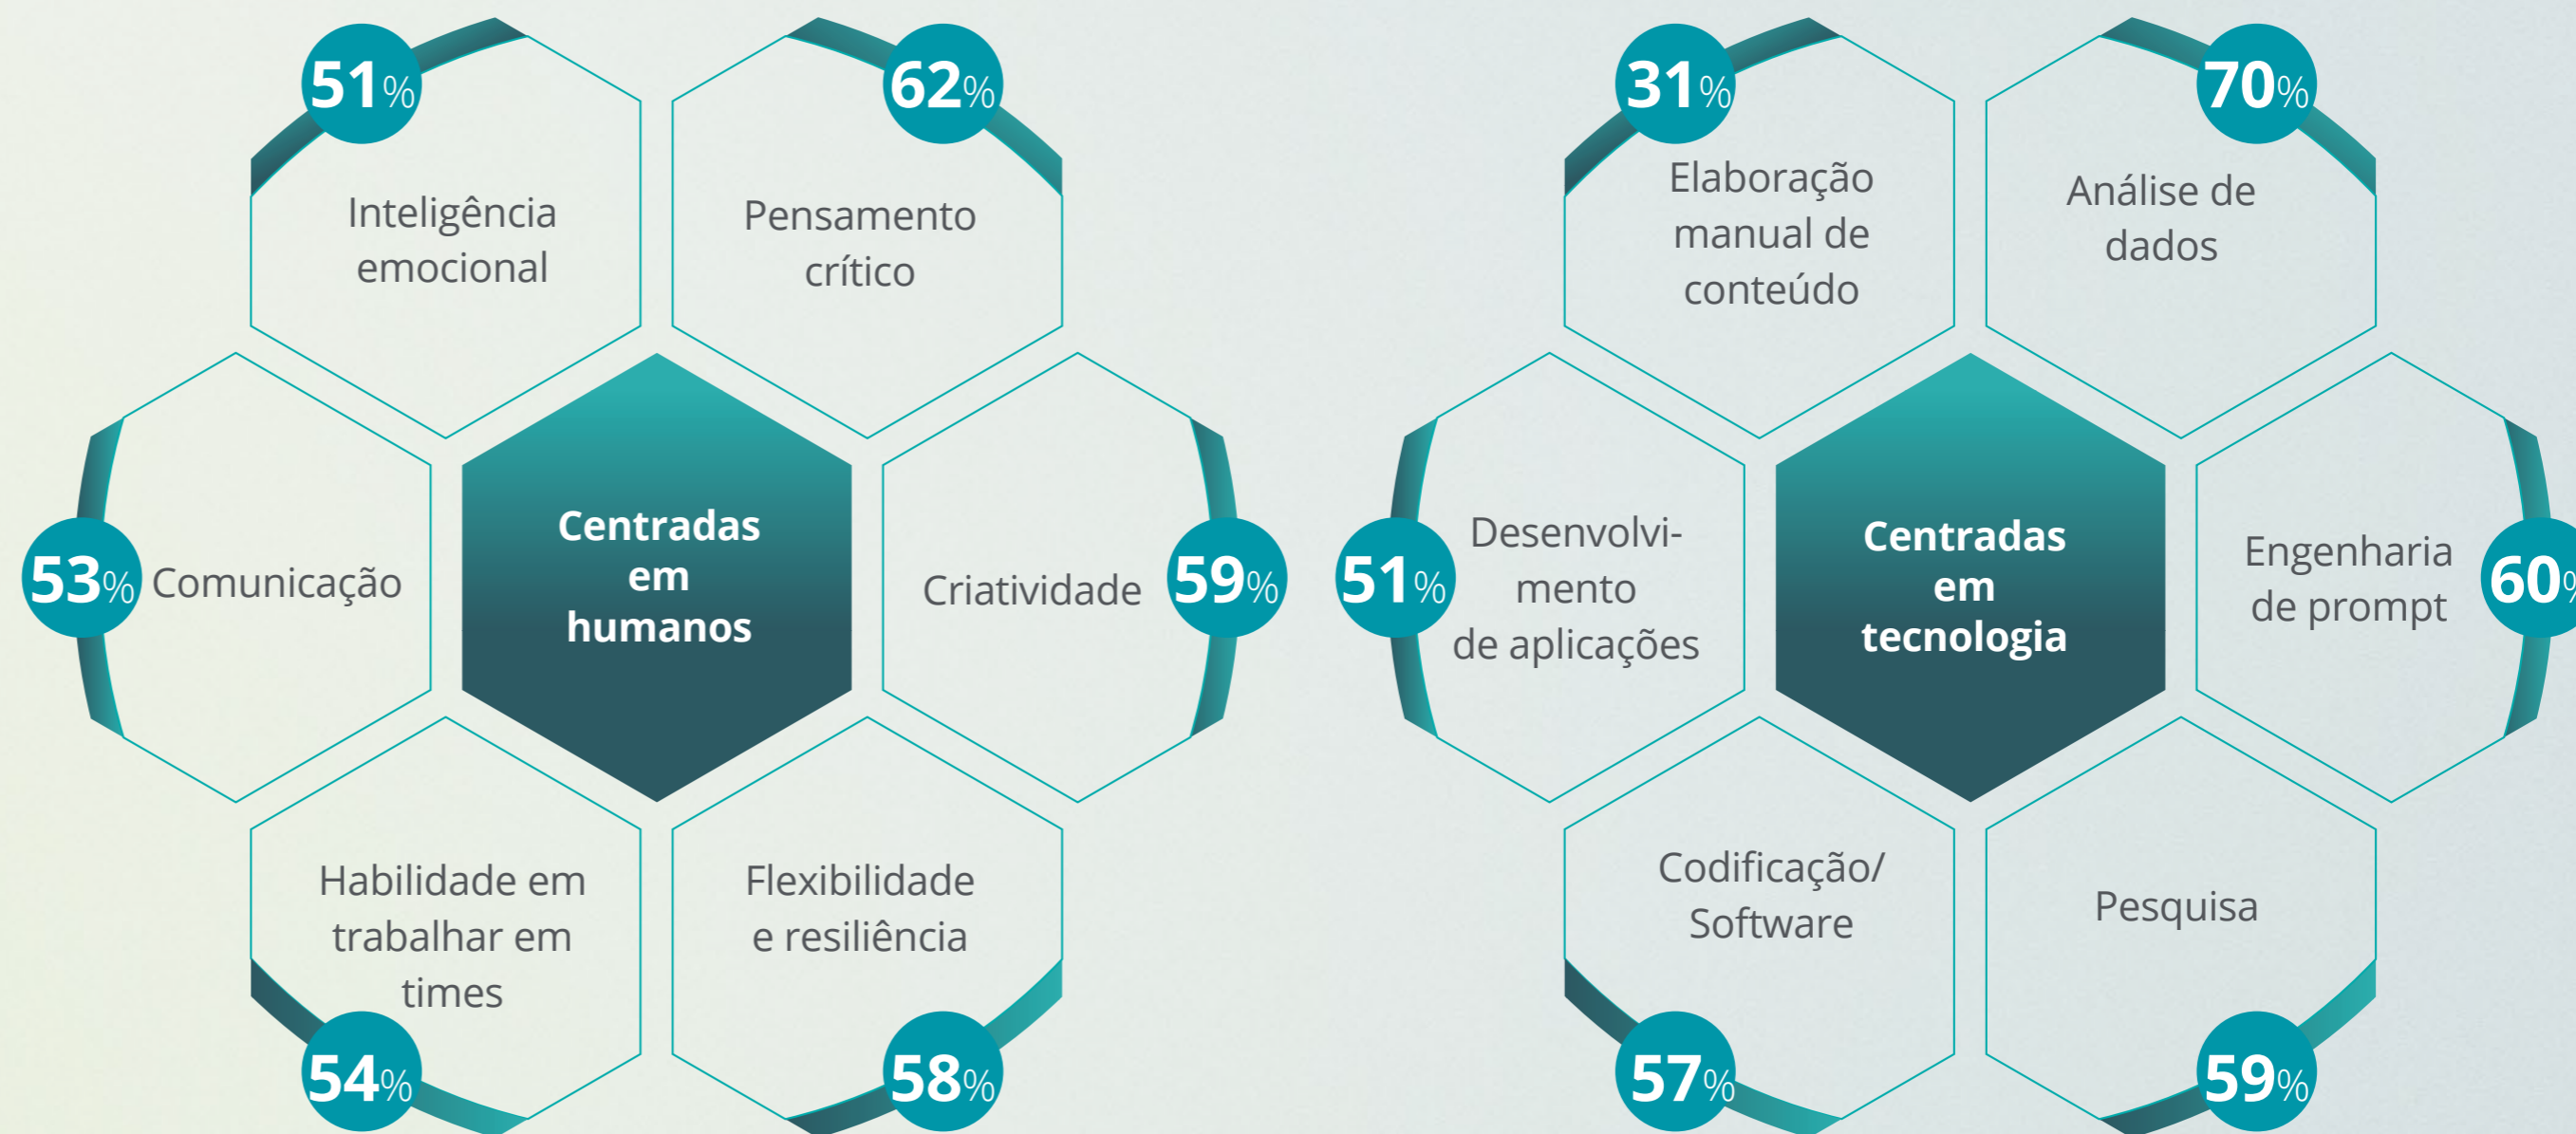 51%
Inteligência
emocional
62%
Pensamento
crítico
53%
Comunicação
Centradas
em
humanos
Criatividade
59%
Habilidade em
trabalhar em
times
54%
Flexibilidade
e resiliência
58%
31%
Elaboração
manual de
conteúdo
70%
Análise de
dados
51%
Desenvolvi-
mento
de aplicações
Centradas
em
tecnologia
Engenharia
de prompt
60%
Codificação/
Software
57%
Pesquisa
59%